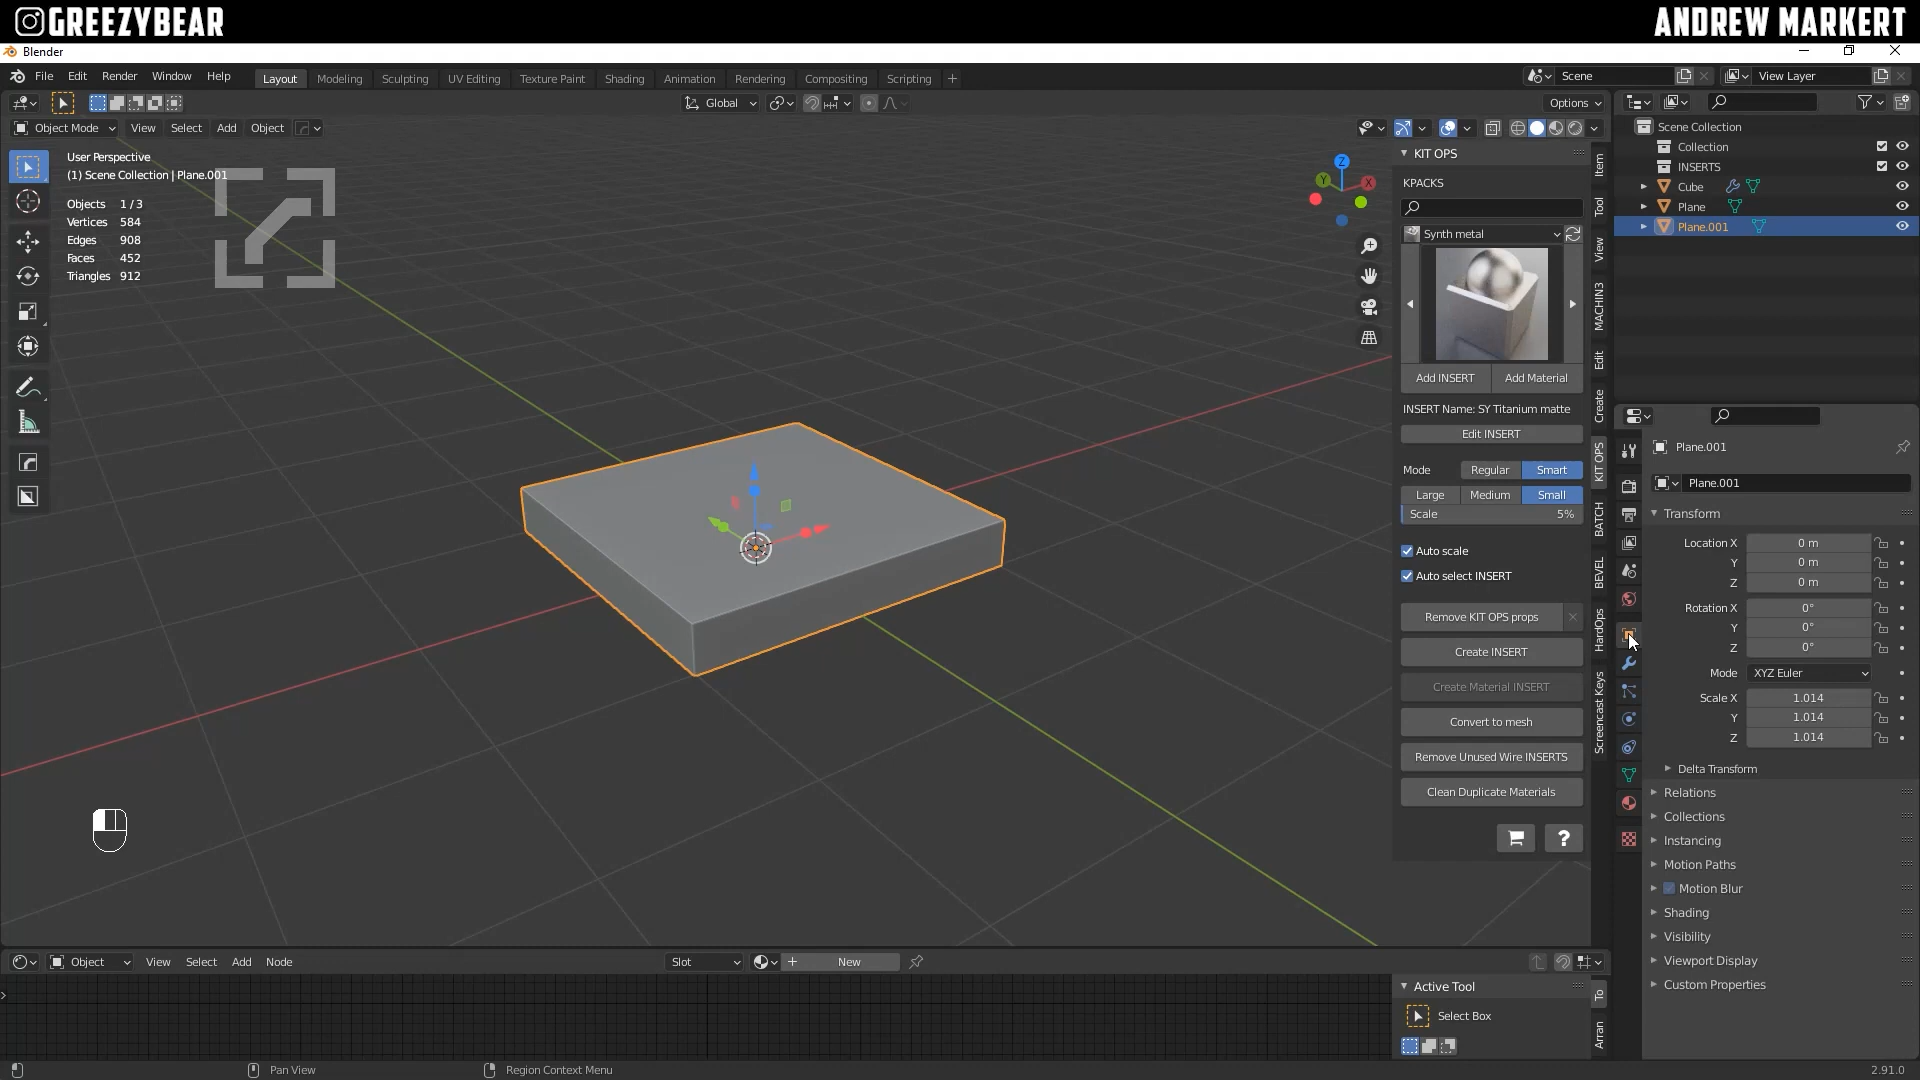 GREEZYBEAR
ANDREW MARKERT
Blender
File Edit Render Window Help
Layout Modeling Sculpting UV Editing Texture Paint Shading Animation Rendering Compositing Scripting +
Scene
View Layer
Global
Options
Object Mode View Select Add Object
User Perspective
(1) Scene Collection | Plane.001
Objects 1 / 3
Vertices 584
Edges 908
Faces 452
Triangles 912
Z
Y
X
KIT OPS
KPACKS
Synth metal
Add INSERT Add Material
INSERT Name: SY Titanium matte
Edit INSERT
Mode Regular Smart
Large Medium Small
Scale 5%
Auto scale
Auto select INSERT
Remove KIT OPS props
Create INSERT
Create Material INSERT
Convert to mesh
Remove Unused Wire INSERTS
Clean Duplicate Materials
?
Item
Tool
View
MACHIN3
Edit
Create
KIT OPS
BATCH
BEVEL
HardOps
Screencast Keys
Scene Collection
Collection
INSERTS
Cube
Plane
Plane.001
Plane.001
Plane.001
Transform
Location X 0 m
Y 0 m
Z 0 m
Rotation X 0°
Y 0°
Z 0°
Mode XYZ Euler
Scale X 1.014
Y 1.014
Z 1.014
Delta Transform
Relations
Collections
Instancing
Motion Paths
Motion Blur
Shading
Visibility
Viewport Display
Custom Properties
Object View Select Add Node
Slot
+ New
Active Tool
Select Box
To
Arran
Pan View
Region Context Menu
2.91.0